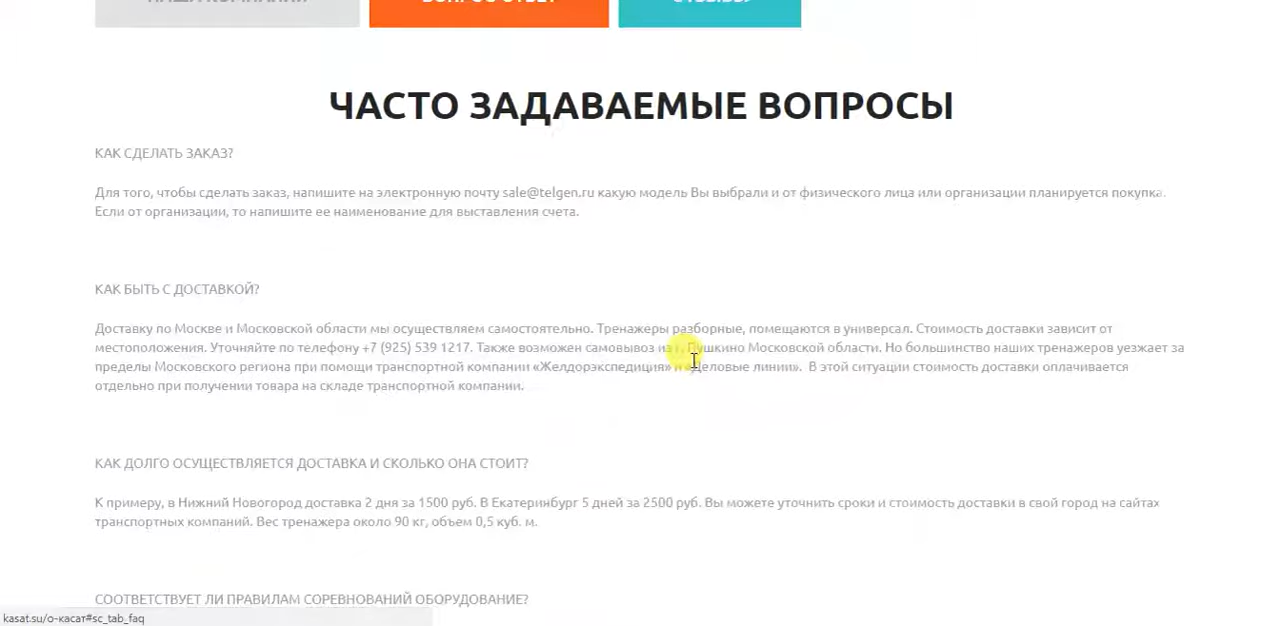 ВОПРОС-ОТВЕТ
ЧАСТО ЗАДАВАЕМЫЕ ВОПРОСЫ
КАК СДЕЛАТЬ ЗАКАЗ?
Для того, чтобы сделать заказ, напишите на электронную почту sale@telgen.ru какую модель Вы выбрали и от физического лица или организации планируется покупка.
Если от организации, то напишите ее наименование для выставления счета.
КАК БЫТЬ С ДОСТАВКОЙ?
Доставку по Москве и Московской области мы осуществляем самостоятельно. Тренажеры разборные, помещаются в универсал. Стоимость доставки зависит от
местоположения. Уточняйте по телефону +7 (925) 539 1217. Также возможен самовывоз из г. Пушкино Московской области. Но большинство наших тренажеров уезжает за
пределы Московского региона при помощи транспортной компании «Желдорэкспедиция» и «Деловые линии». В этой ситуации стоимость доставки оплачивается
отдельно при получении товара на складе транспортной компании.
КАК ДОЛГО ОСУЩЕСТВЛЯЕТСЯ ДОСТАВКА И СКОЛЬКО ОНА СТОИТ?
К примеру, в Нижний Новогород доставка 2 дня за 1500 руб. В Екатеринбург 5 дней за 2500 руб. Вы можете уточнить сроки и стоимость доставки в свой город на сайтах
транспортных компаний. Вес тренажера около 90 кг, объем 0,5 куб. м.
СООТВЕТСТВУЕТ ЛИ ПРАВИЛАМ СОРЕВНОВАНИЙ ОБОРУДОВАНИЕ?
kasat.su/о-касат#sc_tab_faq